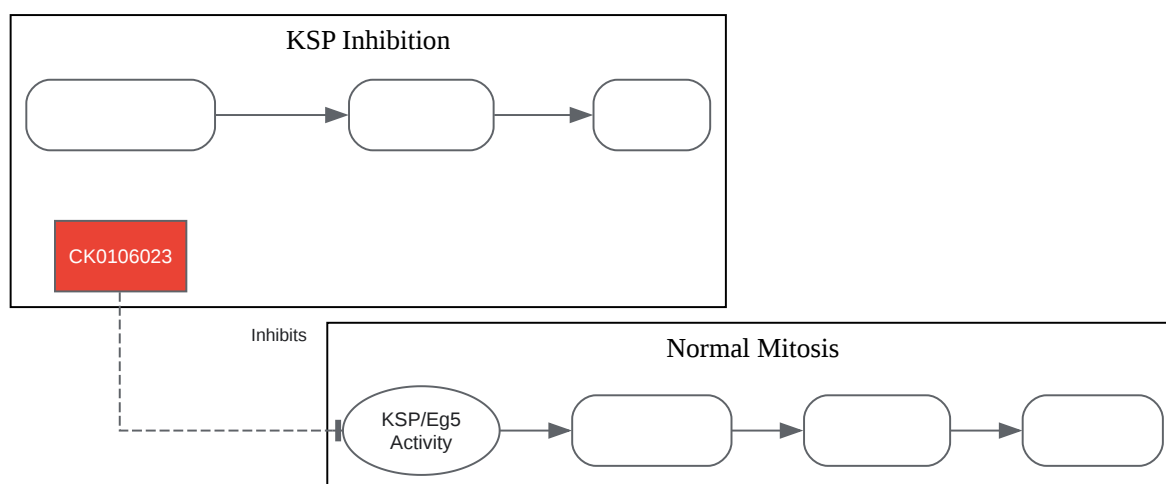 KSP Inhibition
CK0106023
Inhibits
Normal Mitosis
KSP/Eg5
Activity